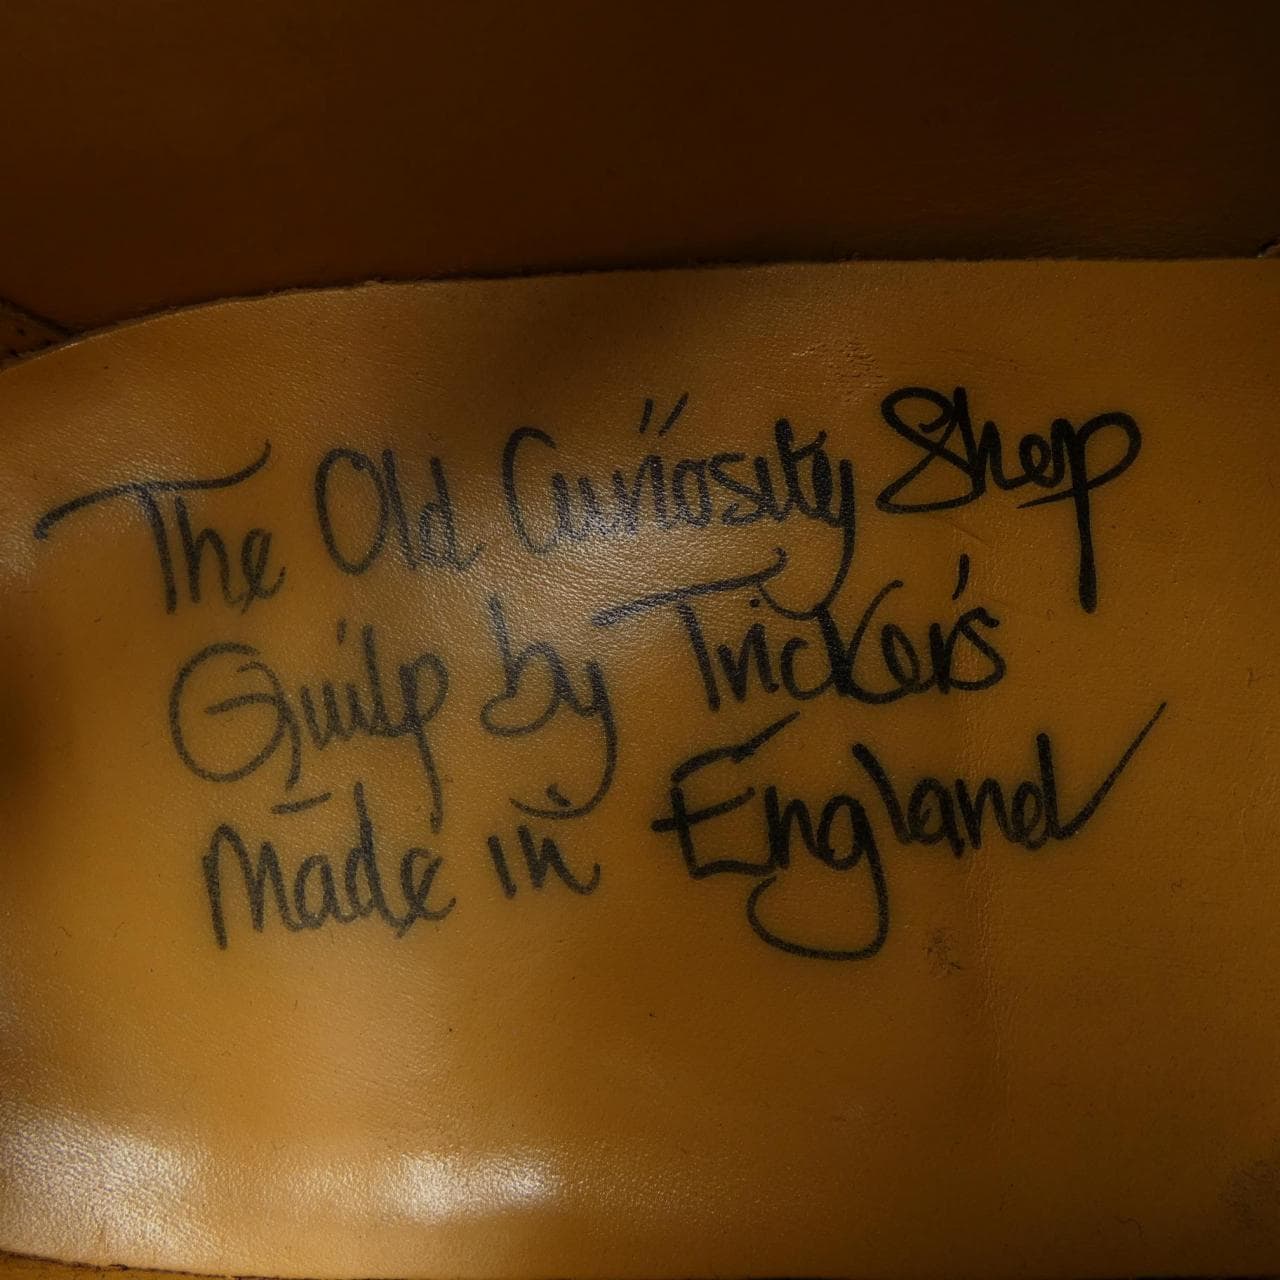 The Old Curiosity Shop
Quilp by Tricker's
Made in England